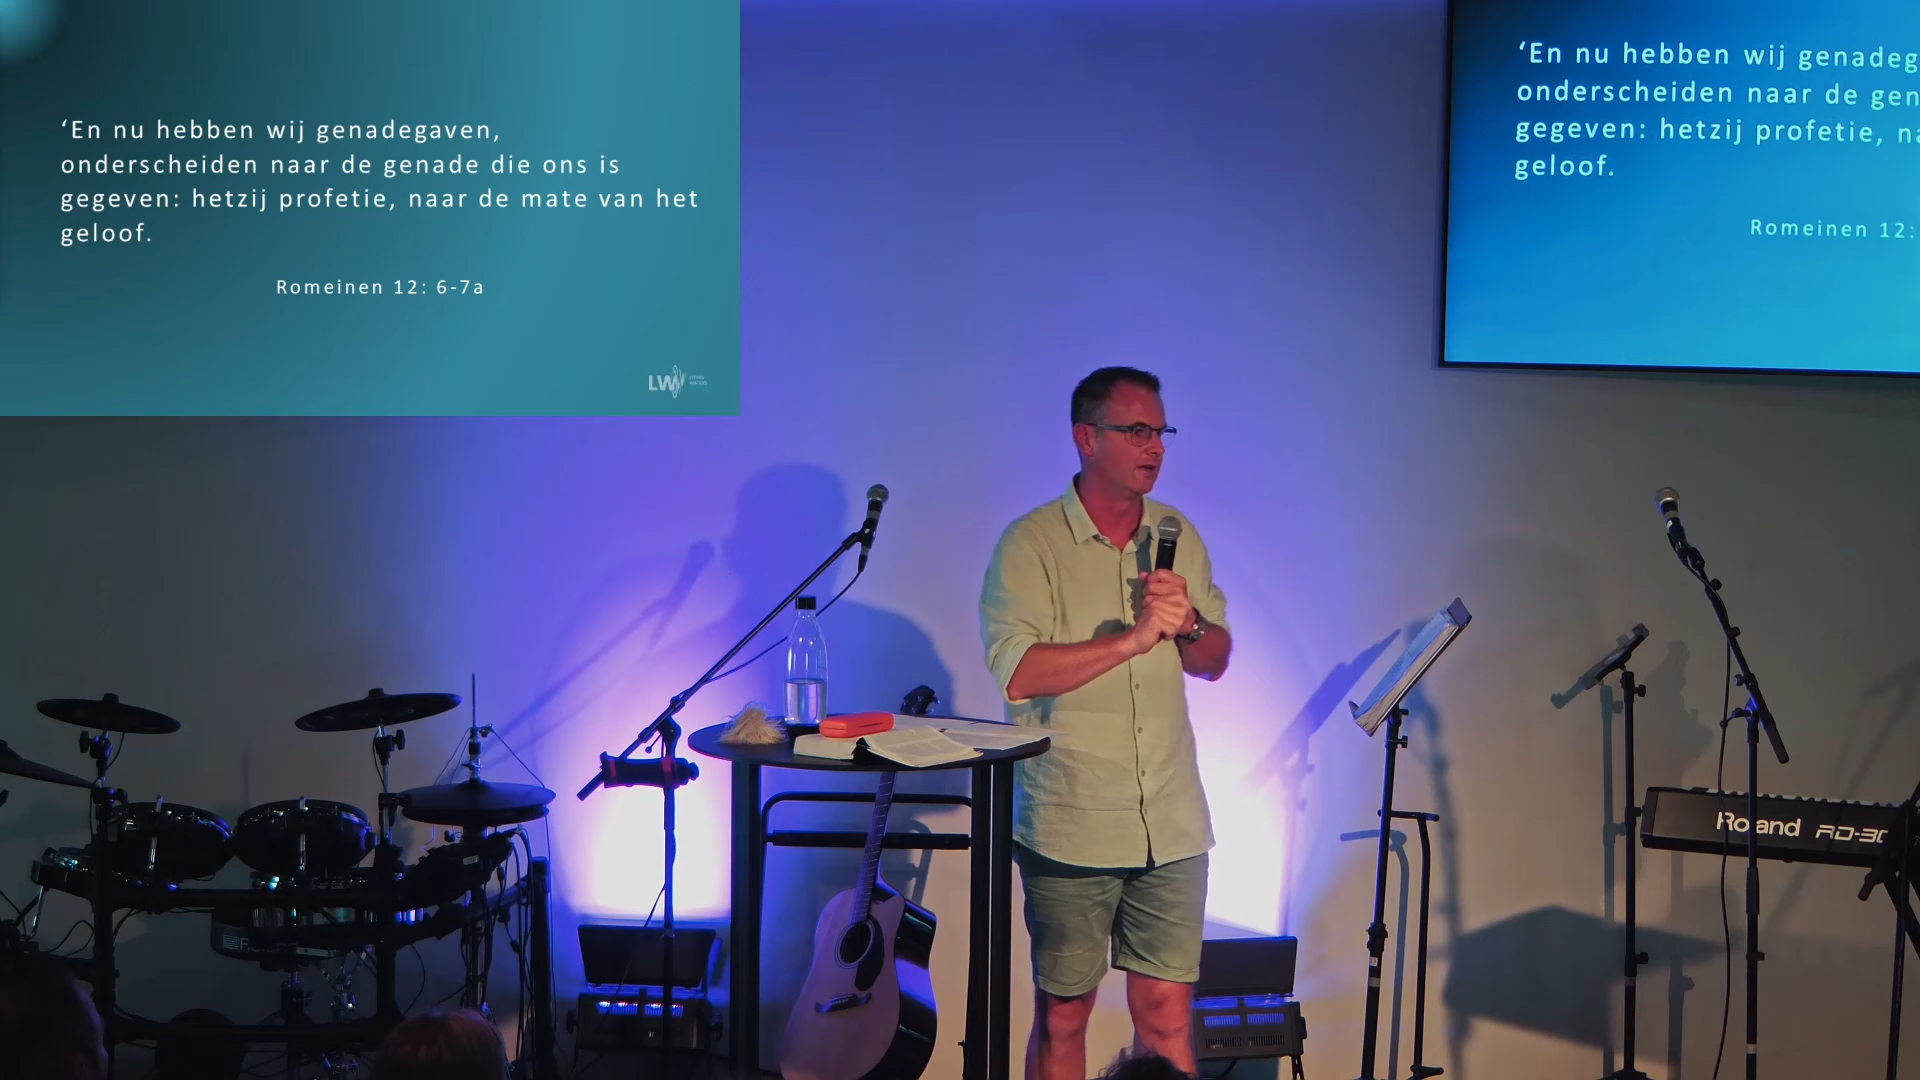 ‘En nu hebben wij genadegaven,
onderscheiden naar de genade die ons is
gegeven: hetzij profetie, naar de mate van het
geloof.
Romeinen 12: 6-7a
LW
‘En nu hebben wij genadeg
onderscheiden naar de gen
gegeven: hetzij profetie, na
geloof.
Romeinen 12:
Roland RD-30